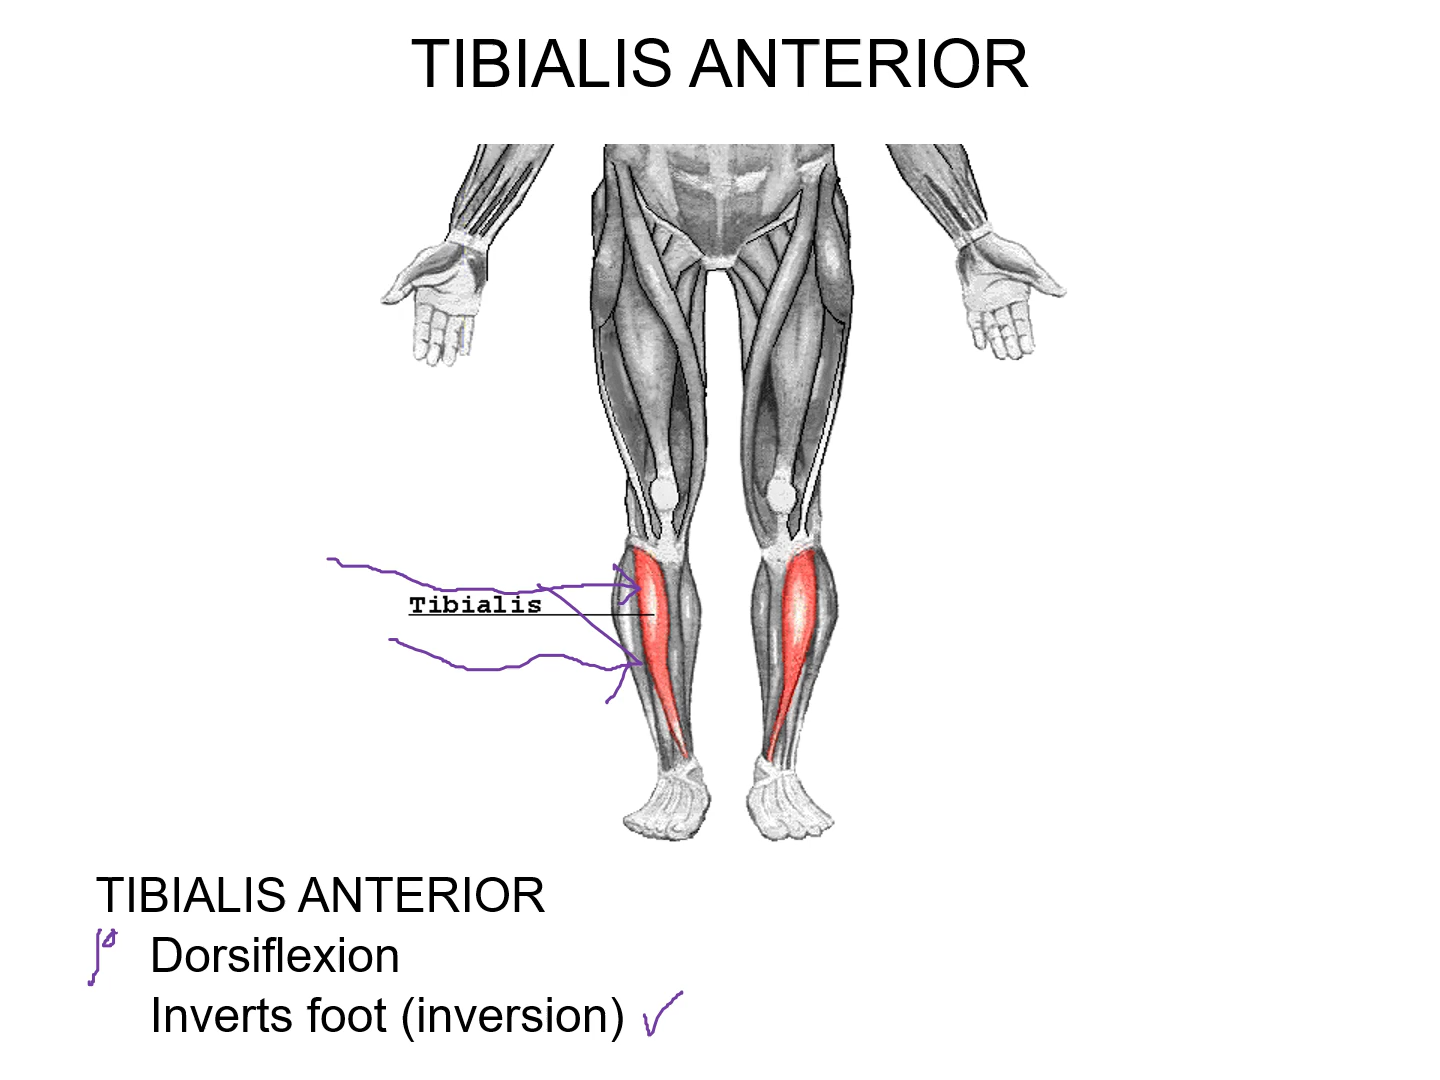 TIBIALIS ANTERIOR
Tibialis
TIBIALIS ANTERIOR
Dorsiflexion
Inverts foot (inversion)